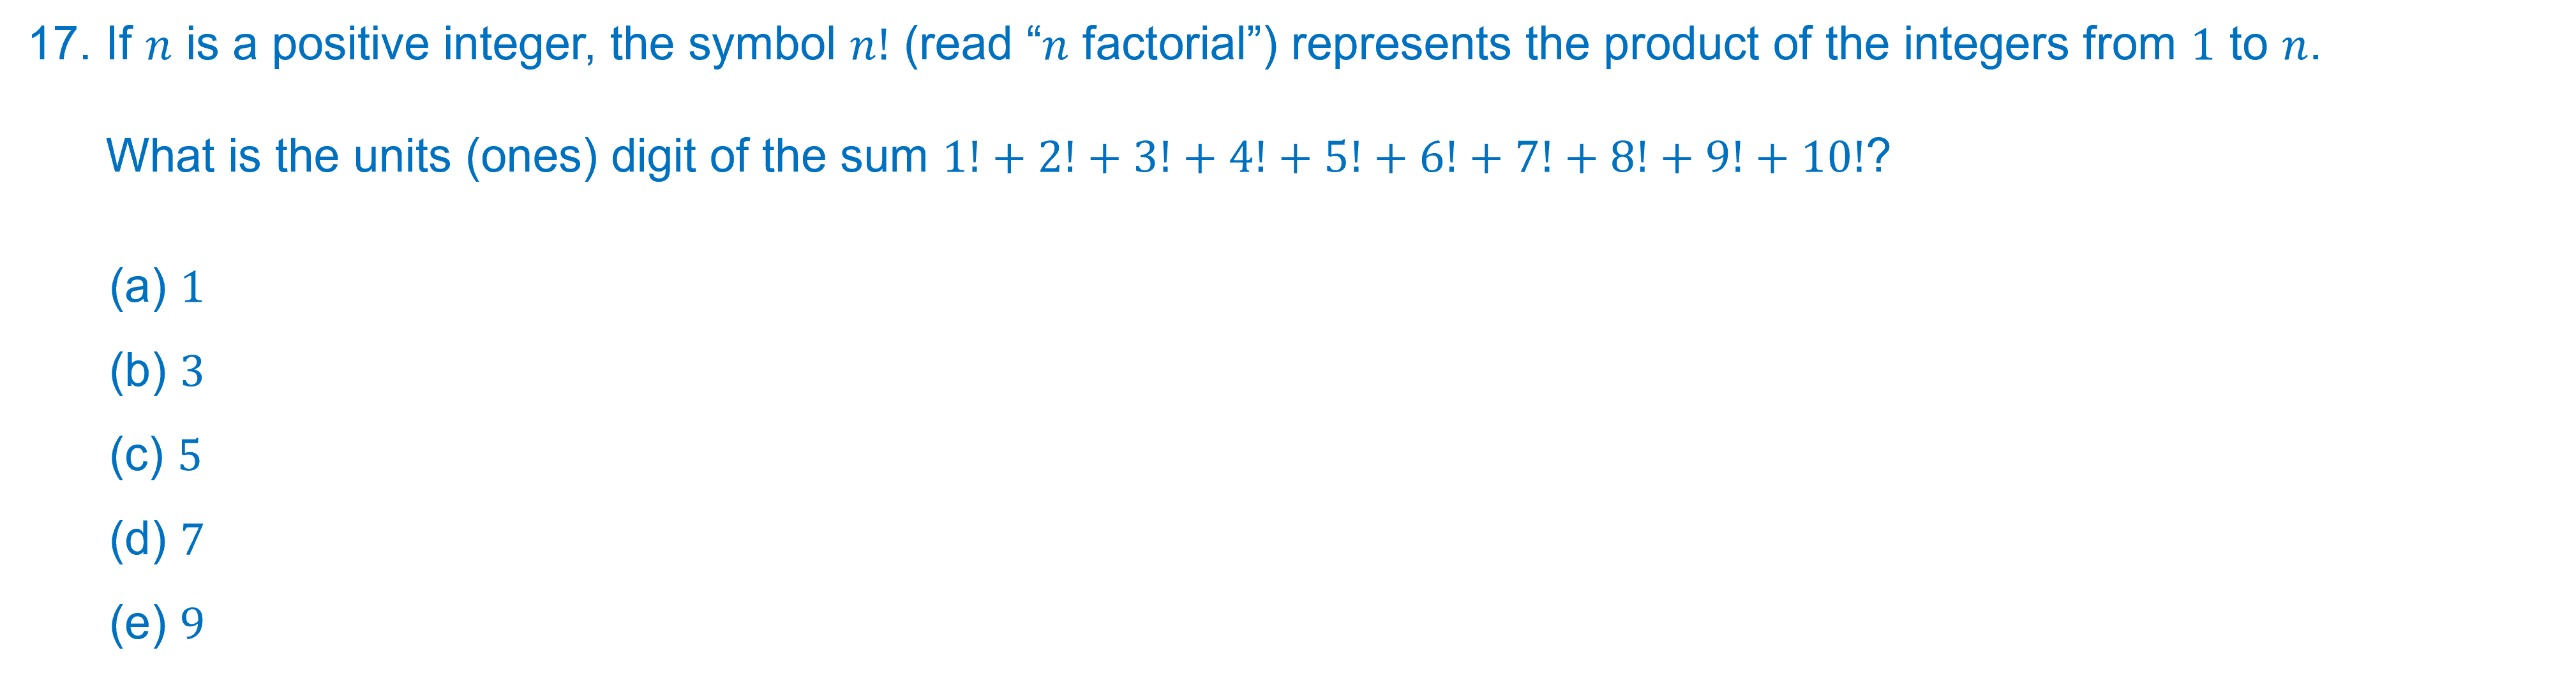 17. If n is a positive integer, the symbol n! (read “n factorial”) represents the product of the integers from 1 to n.
What is the units (ones) digit of the sum 1! + 2! + 3! + 4! + 5! + 6! + 7! + 8! + 9! + 10!?
(a) 1
(b) 3
(c) 5
(d) 7
(e) 9